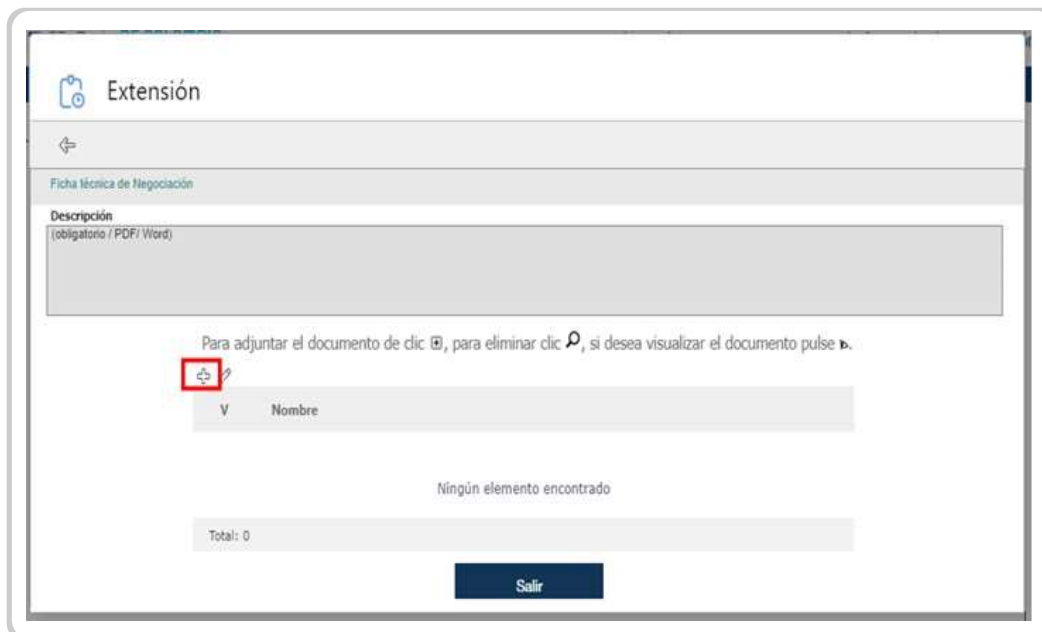 Extensión
Ficha técnica de Negociación
Descripción
(obligatorio / PDF/ Word)
Para adjuntar el documento de clic , para eliminar clic , si desea visualizar el documento pulse .
V Nombre
Ningún elemento encontrado
Total: 0
Salir